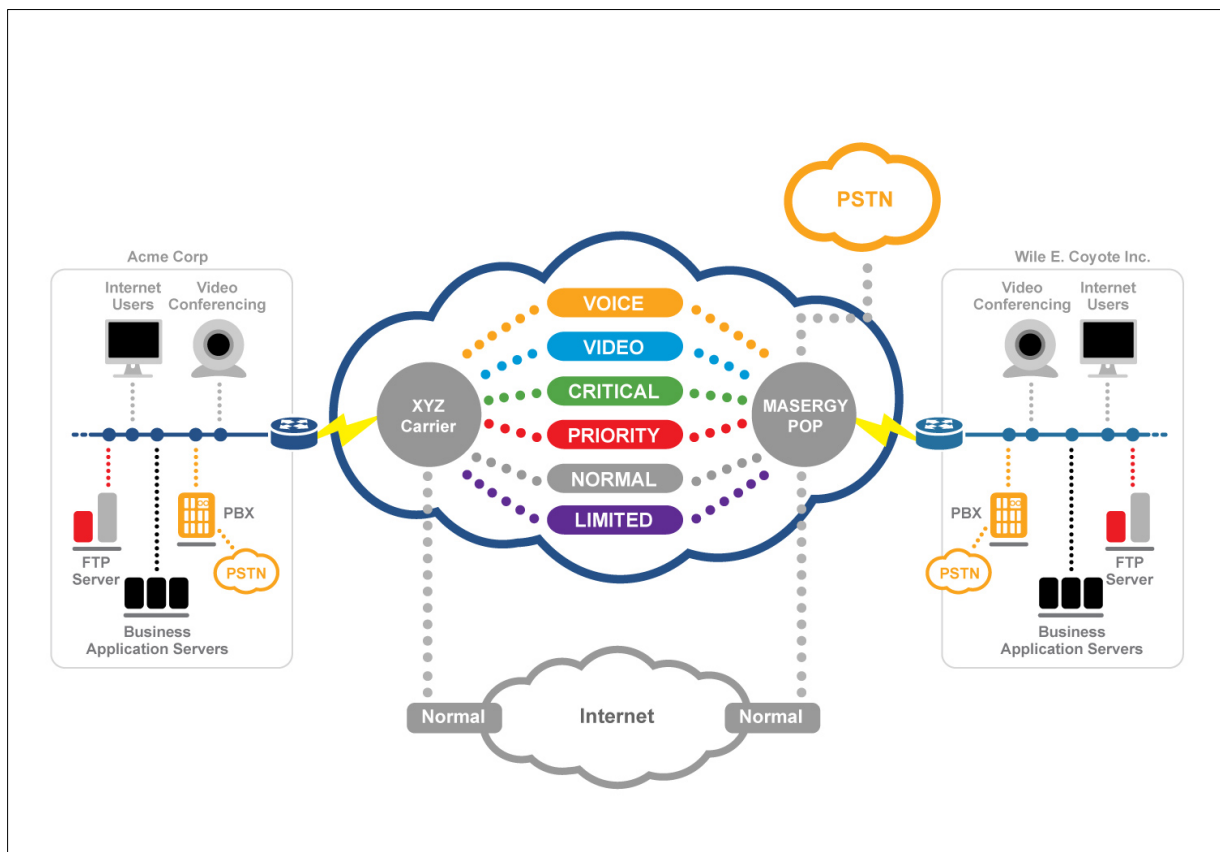 PSTN
Acme Corp
Wile E. Coyote Inc.
Internet
Users
Video
Conferencing
Video
Conferencing
Internet
Users
VOICE
VIDEO
CRITICAL
PRIORITY
NORMAL
LIMITED
XYZ
Carrier
MASERGY
POP
PBX
PSTN
FTP
Server
Business
Application Servers
PBX
PSTN
FTP
Server
Business
Application Servers
Normal
Internet
Normal